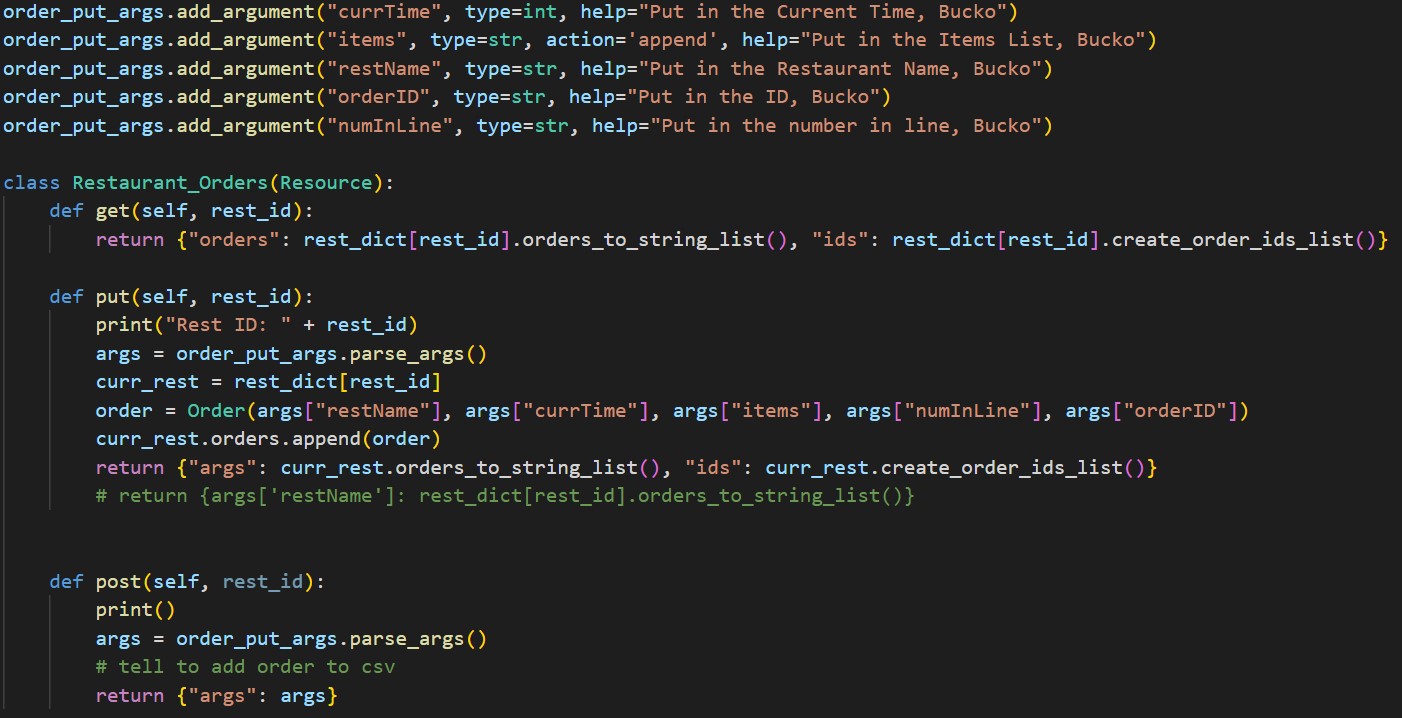 order_put_args.add_argument("currTime", type=int, help="Put in the Current Time, Bucko")
order_put_args.add_argument("items", type=str, action='append', help="Put in the Items List, Bucko")
order_put_args.add_argument("restName", type=str, help="Put in the Restaurant Name, Bucko")
order_put_args.add_argument("orderID", type=str, help="Put in the ID, Bucko")
order_put_args.add_argument("numInLine", type=str, help="Put in the number in line, Bucko")

class Restaurant_Orders(Resource):
    def get(self, rest_id):
        return {"orders": rest_dict[rest_id].orders_to_string_list(), "ids": rest_dict[rest_id].create_order_ids_list()}

    def put(self, rest_id):
        print("Rest ID: " + rest_id)
        args = order_put_args.parse_args()
        curr_rest = rest_dict[rest_id]
        order = Order(args["restName"], args["currTime"], args["items"], args["numInLine"], args["orderID"])
        curr_rest.orders.append(order)
        return {"args": curr_rest.orders_to_string_list(), "ids": curr_rest.create_order_ids_list()}
        # return {args['restName']: rest_dict[rest_id].orders_to_string_list()}


    def post(self, rest_id):
        print()
        args = order_put_args.parse_args()
        # tell to add order to csv
        return {"args": args}